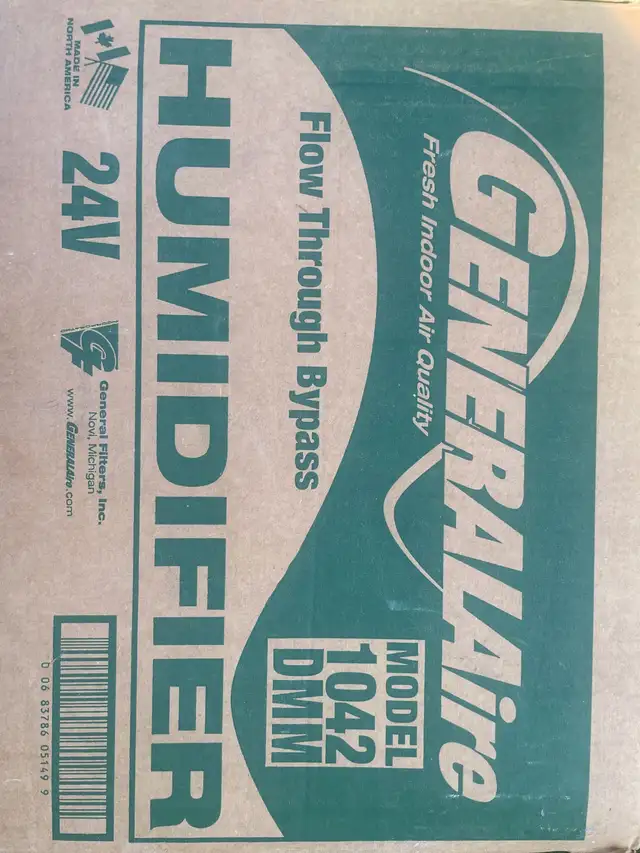 GENERALAire
Fresh Indoor Air Quality
Flow Through Bypass
MODEL
1042
DMM
HUMIDIFIER
MADE IN
NORTH AMERICA
24V
GF
General Filters, Inc.
Novi, Michigan
www.GENERALAire.com
0 06 83786 05149 9